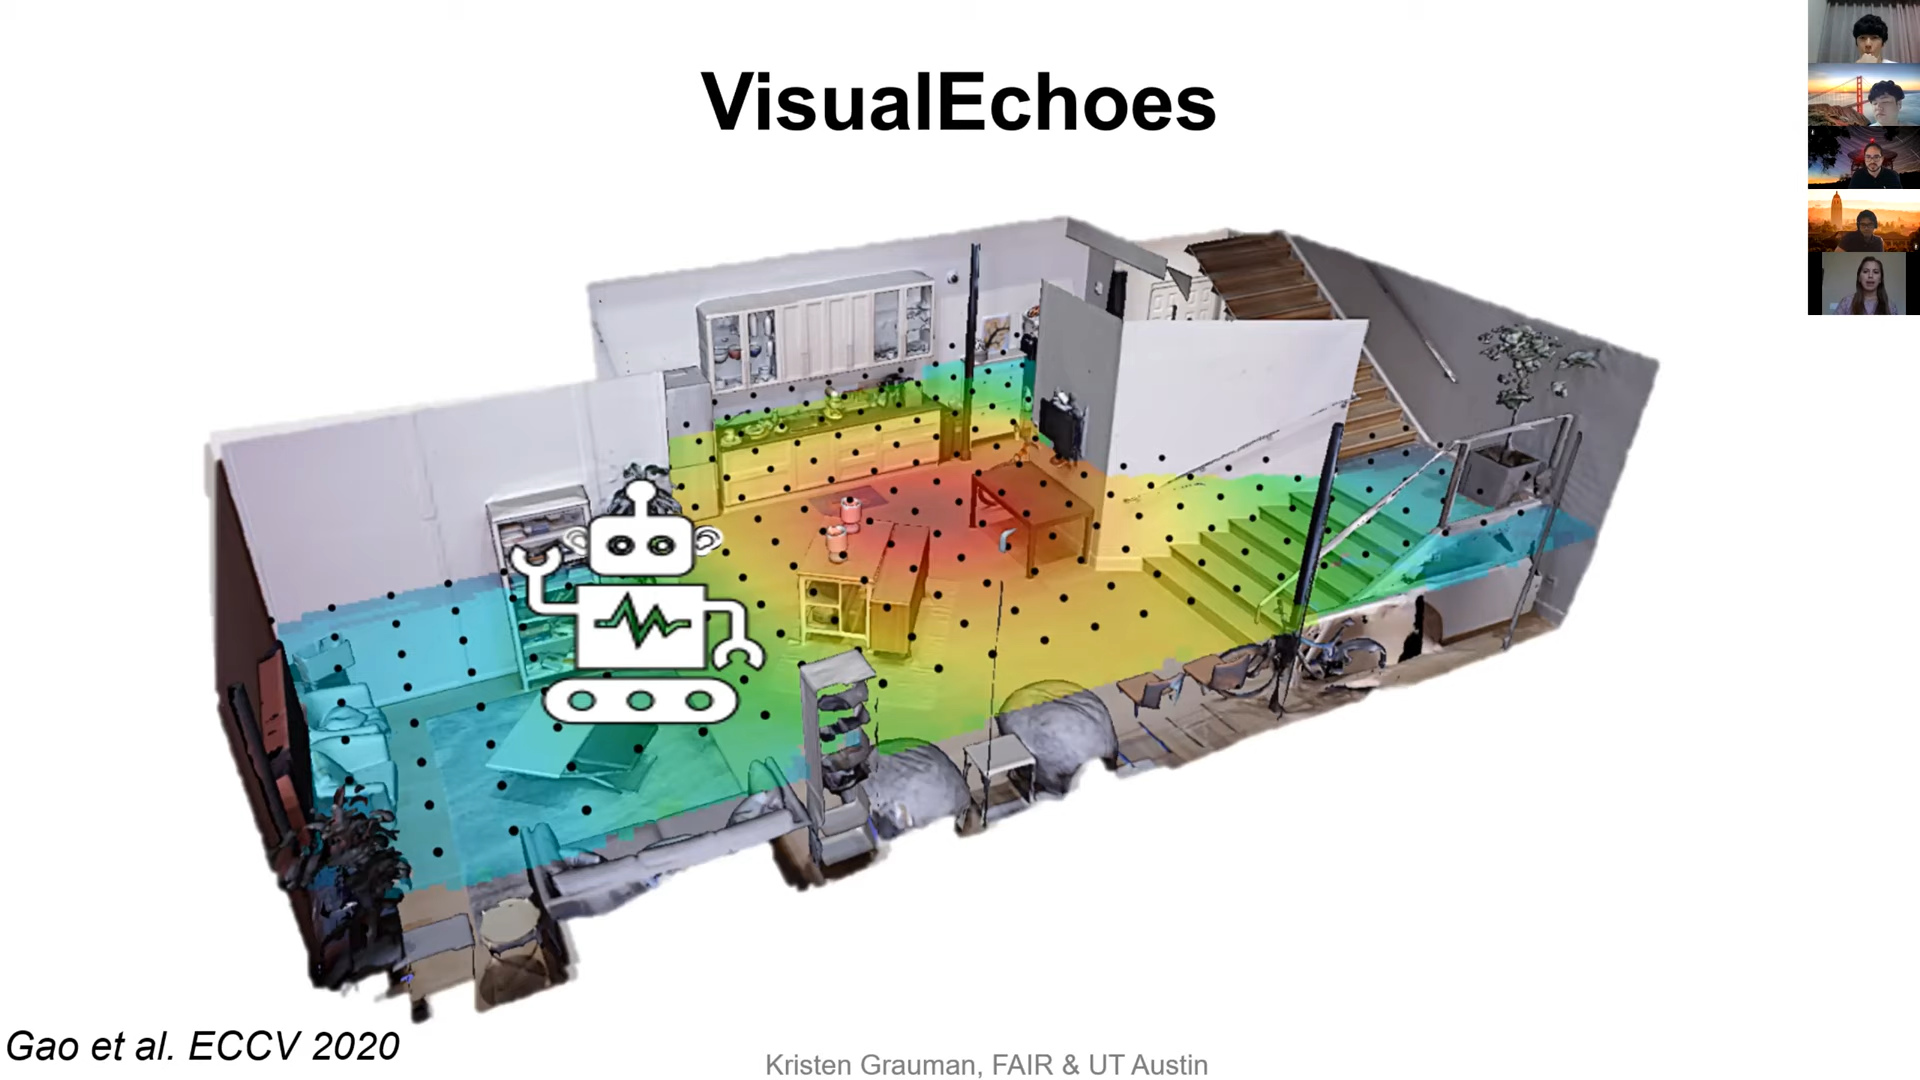 VisualEchoes
Gao et al. ECCV 2020
Kristen Grauman, FAIR & UT Austin